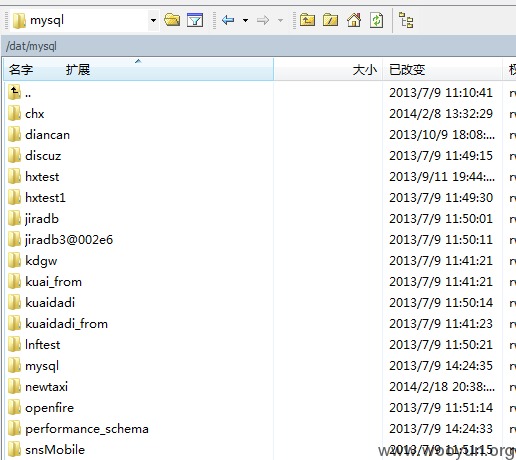 mysql
/dat/mysql
名字 扩展 大小 已改变
.. 2013/7/9 11:10:41
chx 2014/2/8 13:32:29
diancan 2013/10/9 18:08:...
discuz 2013/7/9 11:49:15
hxtest 2013/9/11 19:44:...
hxtest1 2013/7/9 11:49:30
jiradb 2013/7/9 11:50:01
jiradb3@002e6 2013/7/9 11:50:11
kdgw 2013/7/9 11:41:21
kuai_from 2013/7/9 11:41:21
kuaidadi 2013/7/9 11:50:14
kuaidadi_from 2013/7/9 11:41:23
lnftest 2013/7/9 11:50:21
mysql 2013/7/9 14:24:35
newtaxi 2014/2/18 20:38:...
openfire 2013/7/9 11:51:14
performance_schema 2013/7/9 14:24:33
snsMobile 2013/7/9 11:51:15
www.wooyun.org